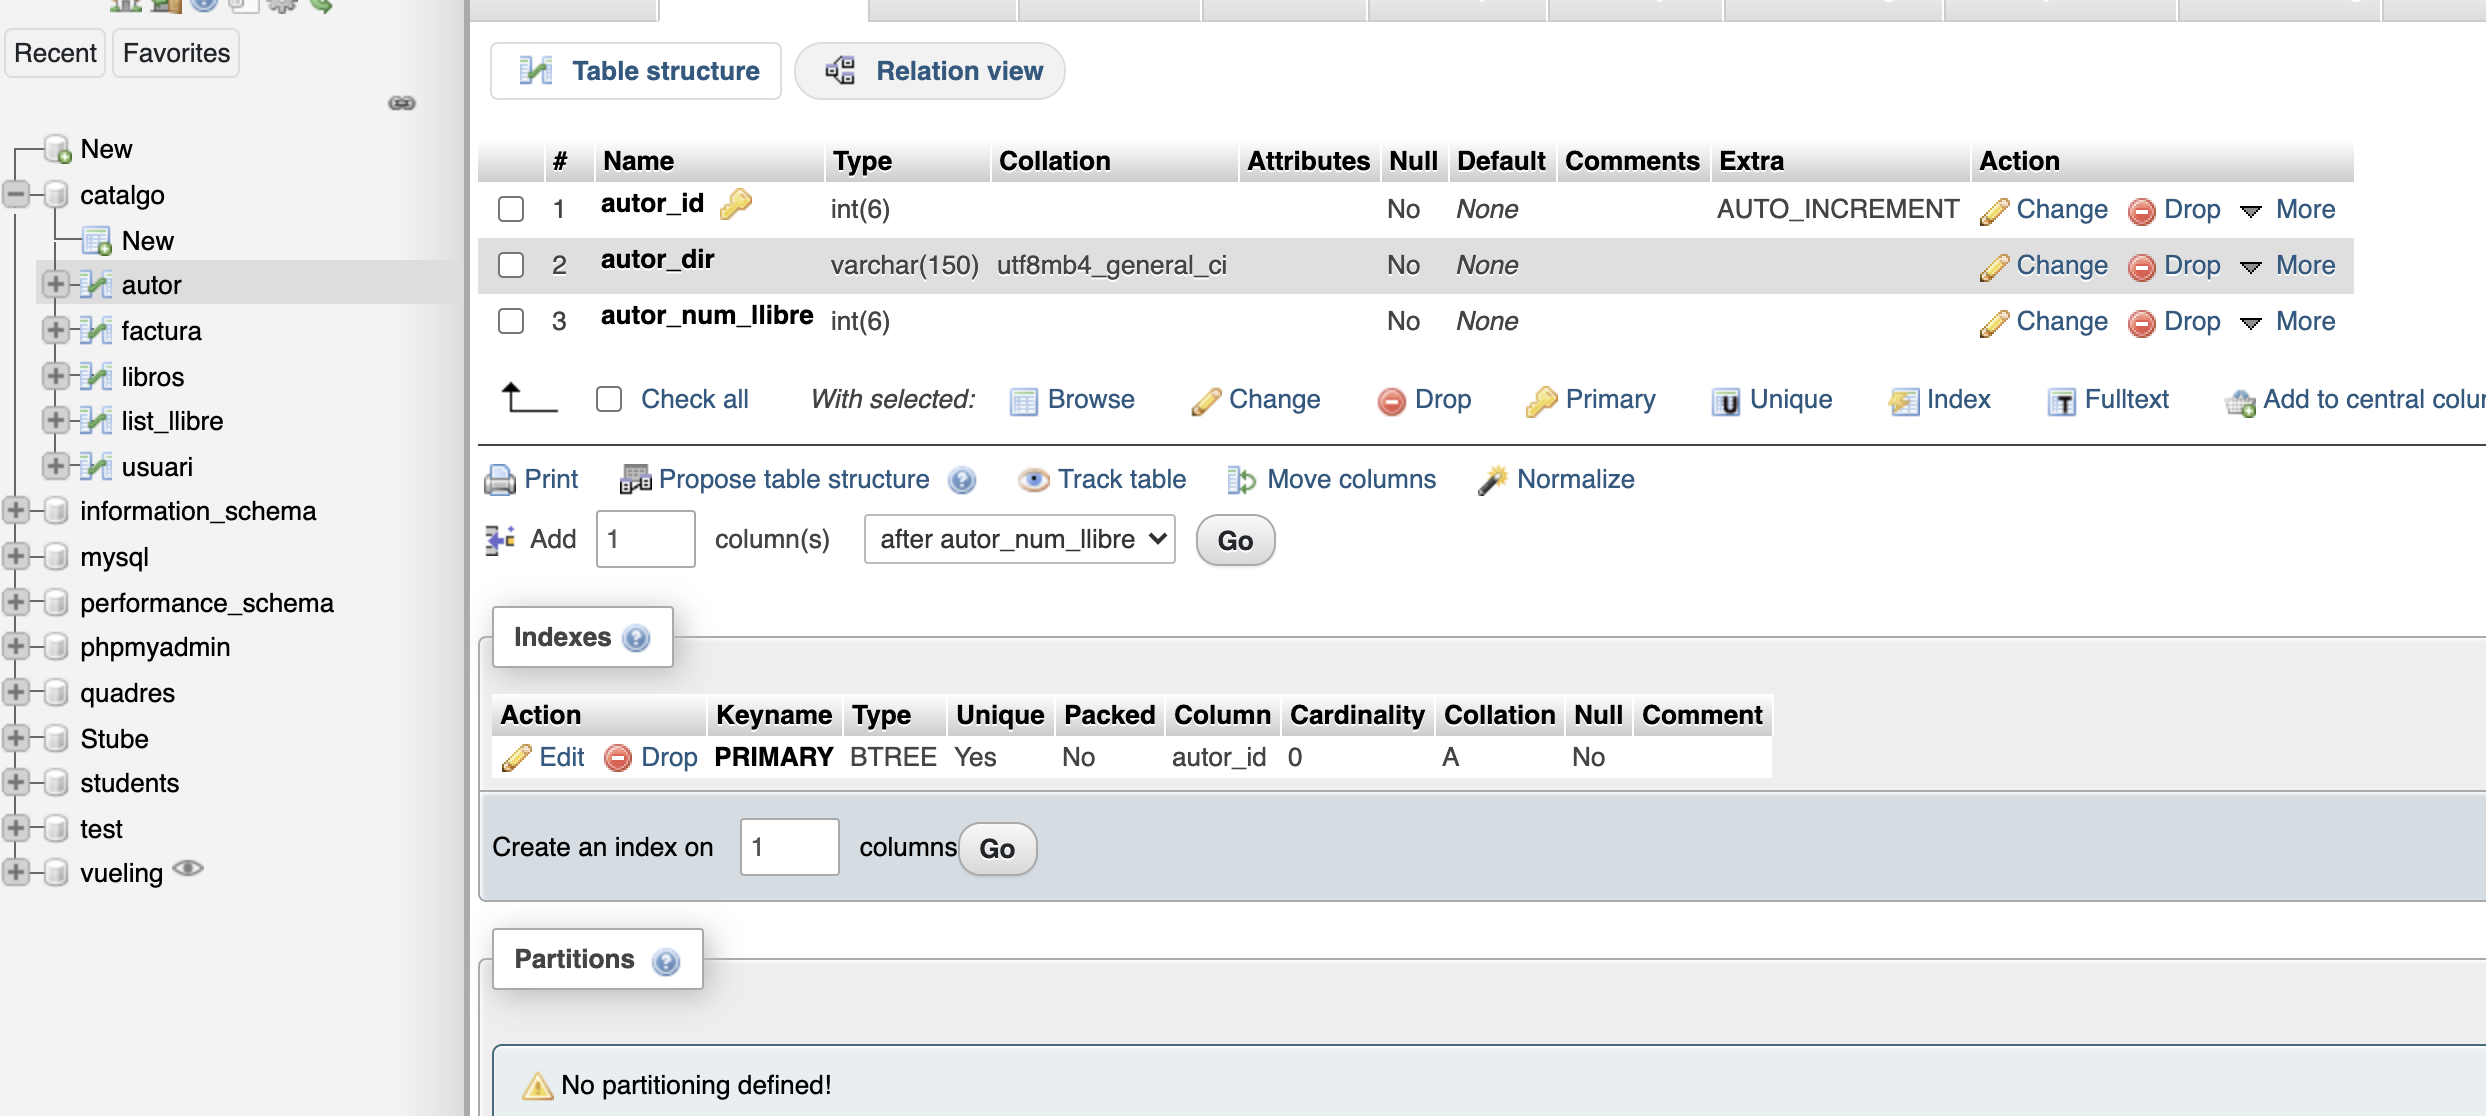 Recent Favorites
New
catalgo
New
autor
factura
libros
list_llibre
usuari
information_schema
mysql
performance_schema
phpmyadmin
quadres
Stube
students
test
vueling
Table structure Relation view
# Name Type Collation Attributes Null Default Comments Extra Action
1 autor_id int(6) No None AUTO_INCREMENT Change Drop More
2 autor_dir varchar(150) utf8mb4_general_ci No None Change Drop More
3 autor_num_llibre int(6) No None Change Drop More
Check all With selected: Browse Change Drop Primary U Unique Index T Fulltext Add to central colu
Print Propose table structure Track table Move columns Normalize
Add 1 column(s) after autor_num_llibre Go
Indexes
Action Keyname Type Unique Packed Column Cardinality Collation Null Comment
Edit Drop PRIMARY BTREE Yes No autor_id 0 A No
Create an index on 1 columns Go
Partitions
No partitioning defined!